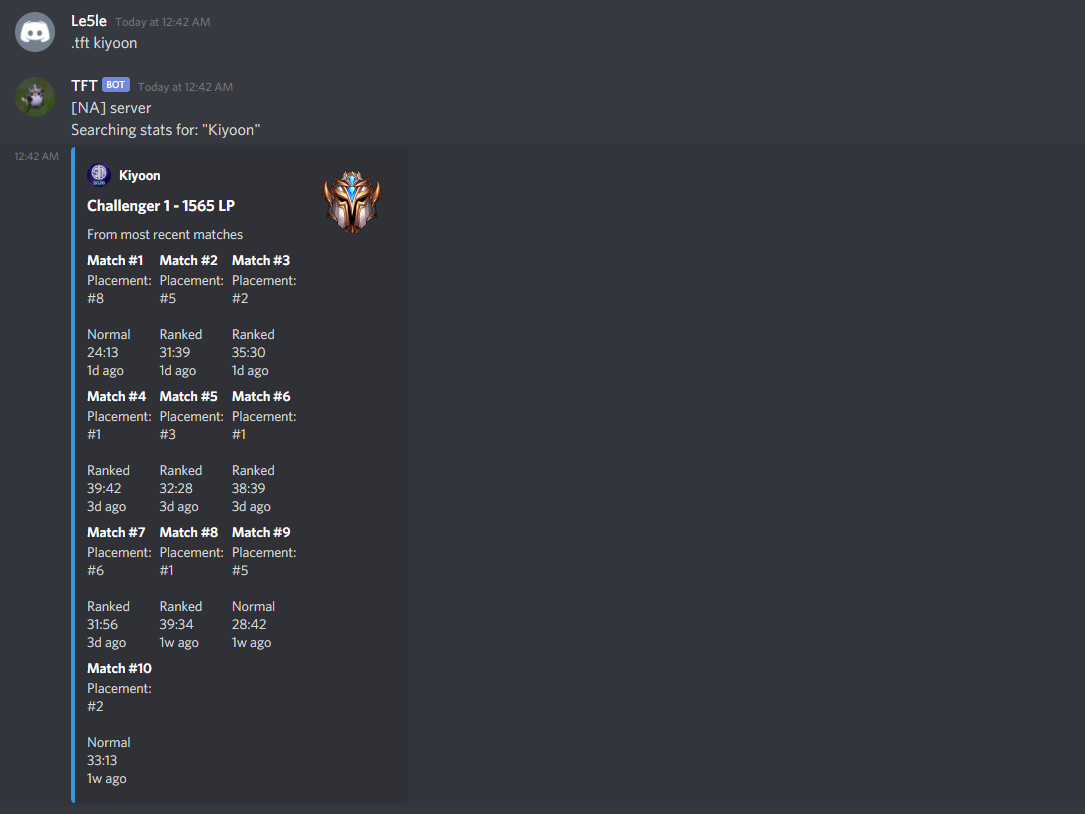 Le5le Today at 12:42 AM
.tft kiyoon
TFT BOT Today at 12:42 AM
[NA] server
Searching stats for: "Kiyoon"
12:42 AM
Kiyoon
Challenger 1 - 1565 LP
From most recent matches
Match #1 Match #2 Match #3
Placement: Placement: Placement:
#8 #5 #2
Normal Ranked Ranked
24:13 31:39 35:30
1d ago 1d ago 1d ago
Match #4 Match #5 Match #6
Placement: Placement: Placement:
#1 #3 #1
Ranked Ranked Ranked
39:42 32:28 38:39
3d ago 3d ago 3d ago
Match #7 Match #8 Match #9
Placement: Placement: Placement:
#6 #1 #5
Ranked Ranked Normal
31:56 39:34 28:42
3d ago 1w ago 1w ago
Match #10
Placement:
#2
Normal
33:13
1w ago